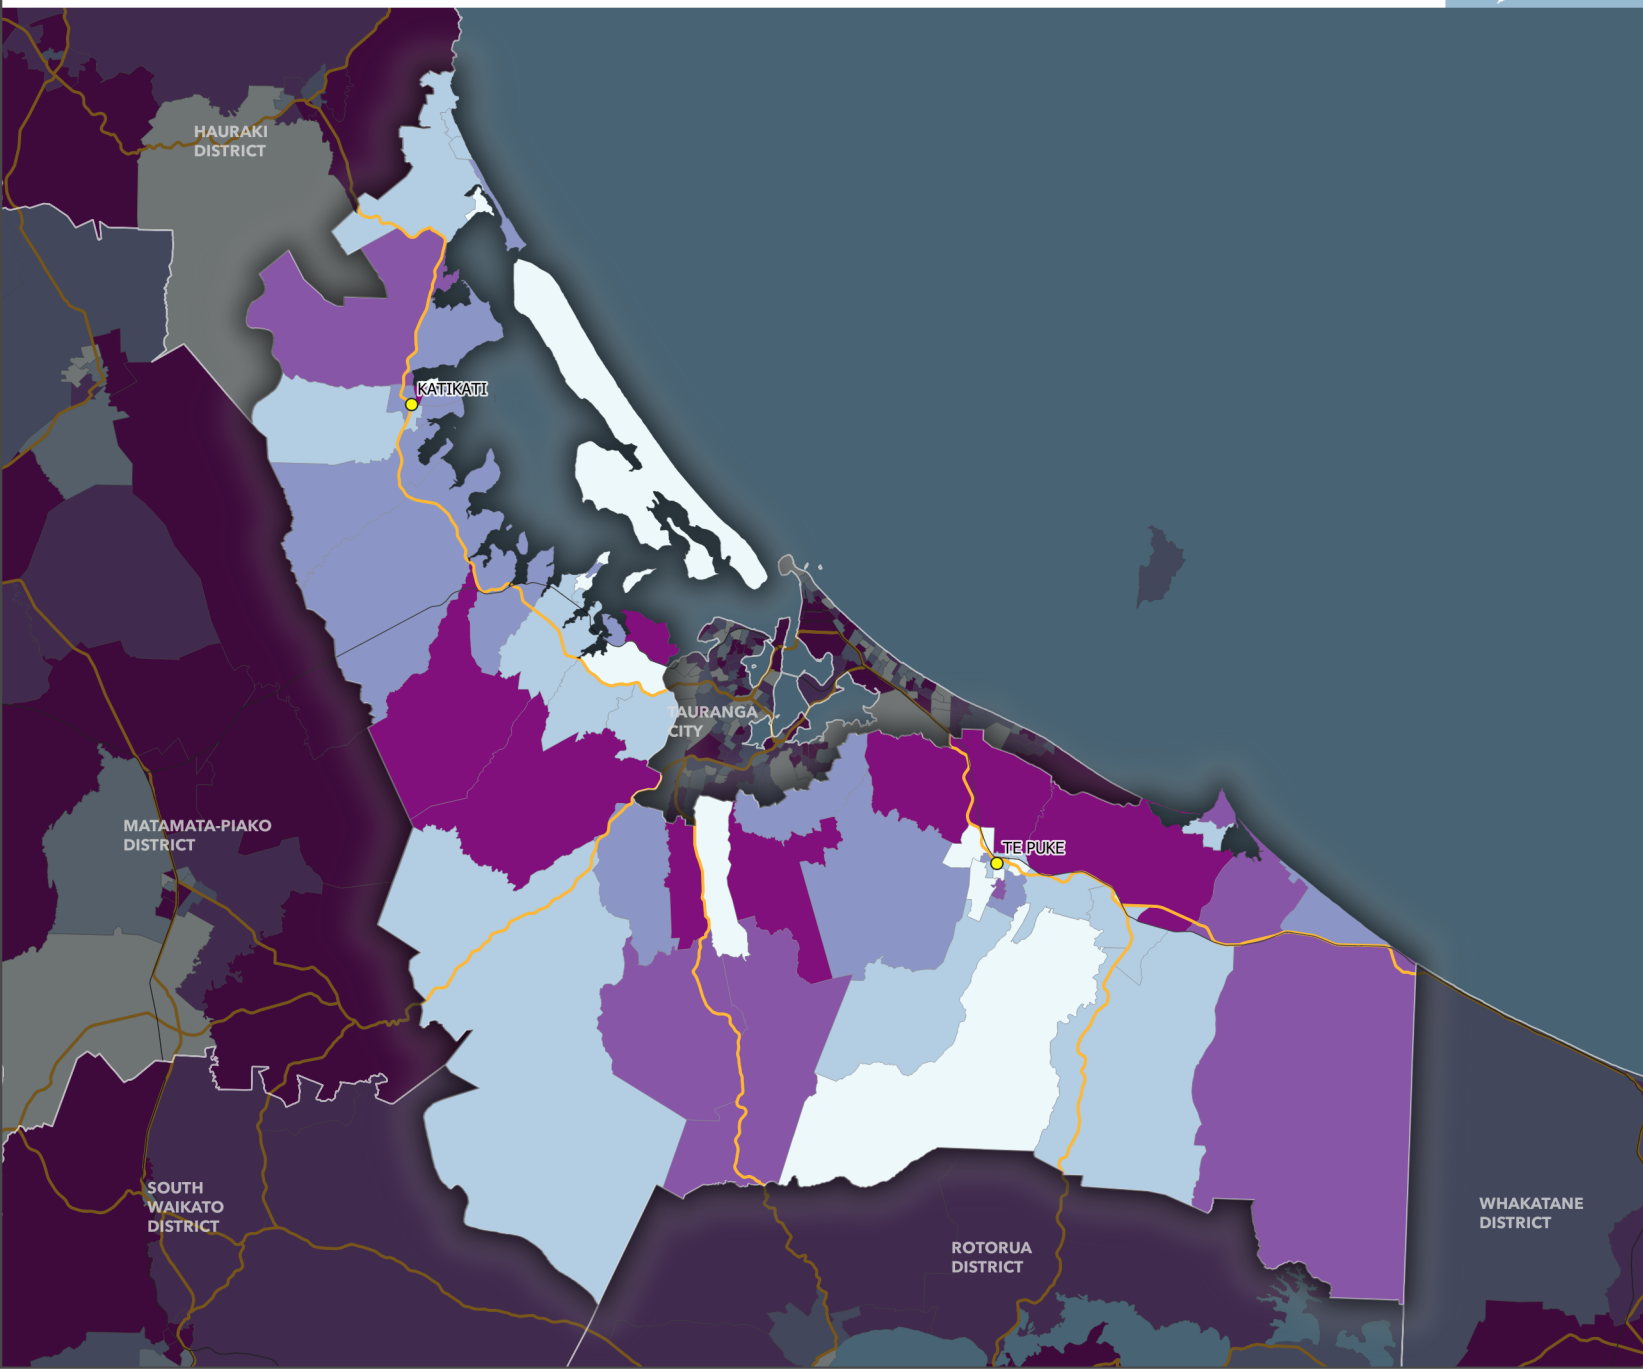 HAURAKI
DISTRICT
KATIKATI
TAURANGA
CITY
MATAMATA-PIAKO
DISTRICT
TE PUKE
SOUTH
WAIKATO
DISTRICT
WHAKATANE
DISTRICT
ROTORUA
DISTRICT